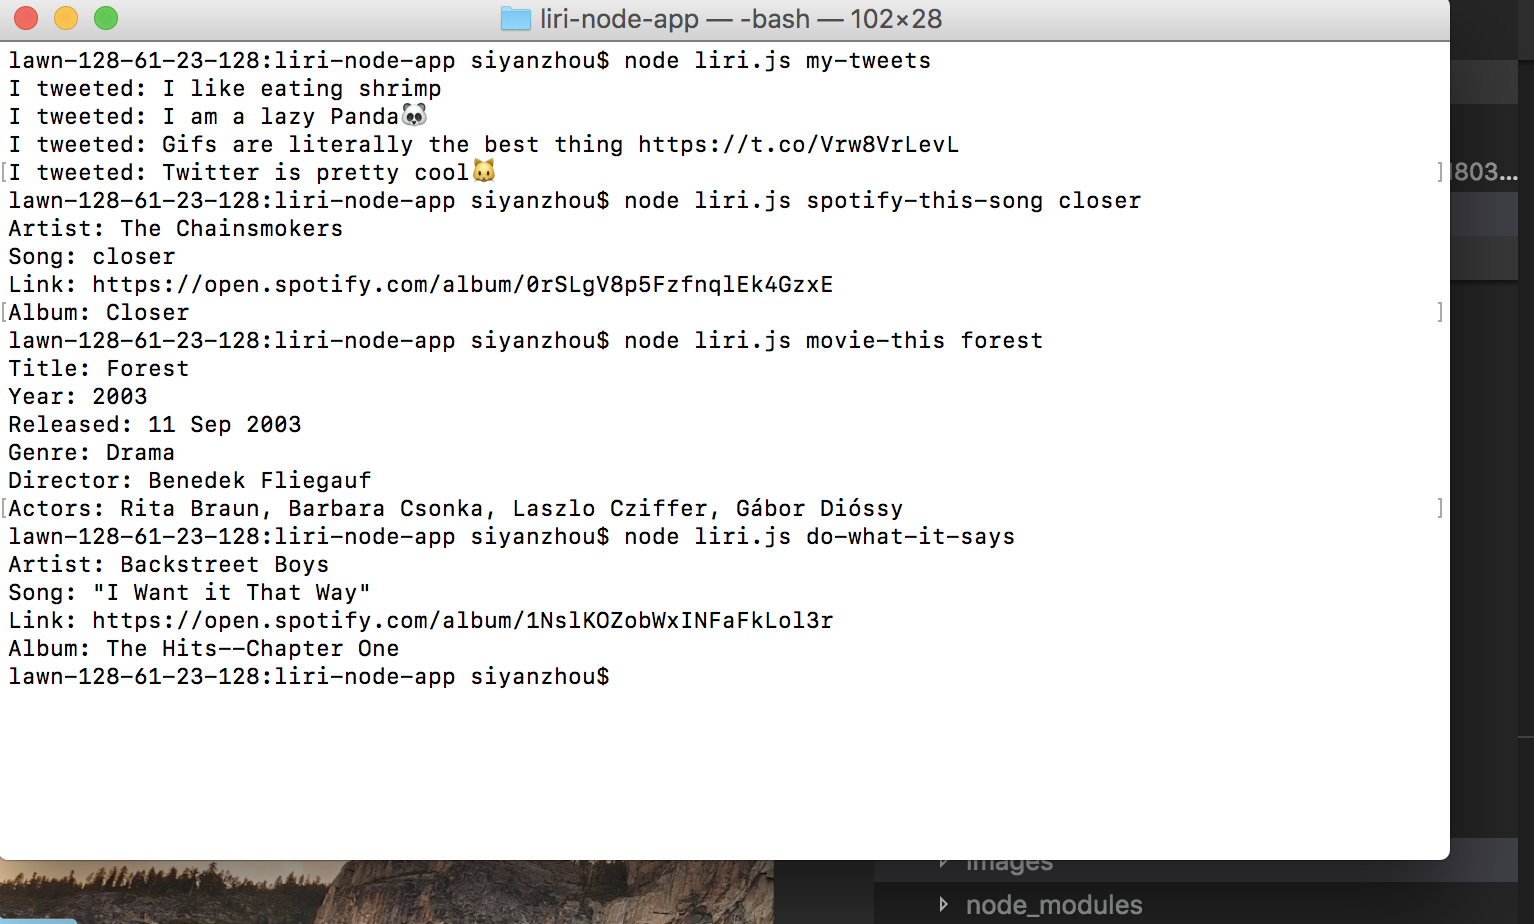 liri-node-app — -bash — 102×28
lawn-128-61-23-128:liri-node-app siyanzhou$ node liri.js my-tweets
I tweeted: I like eating shrimp
I tweeted: I am a lazy Panda🐼
I tweeted: Gifs are literally the best thing https://t.co/Vrw8VrLevL
[I tweeted: Twitter is pretty cool🐱 ]
lawn-128-61-23-128:liri-node-app siyanzhou$ node liri.js spotify-this-song closer
Artist: The Chainsmokers
Song: closer
Link: https://open.spotify.com/album/0rSLgV8p5FzfnqlEk4GzxE
[Album: Closer ]
lawn-128-61-23-128:liri-node-app siyanzhou$ node liri.js movie-this forest
Title: Forest
Year: 2003
Released: 11 Sep 2003
Genre: Drama
Director: Benedek Fliegauf
[Actors: Rita Braun, Barbara Csonka, Laszlo Cziffer, Gábor Dióssy ]
lawn-128-61-23-128:liri-node-app siyanzhou$ node liri.js do-what-it-says
Artist: Backstreet Boys
Song: "I Want it That Way"
Link: https://open.spotify.com/album/1NslKOZobWxINFaFkLol3r
Album: The Hits--Chapter One
lawn-128-61-23-128:liri-node-app siyanzhou$
803...
images
node_modules